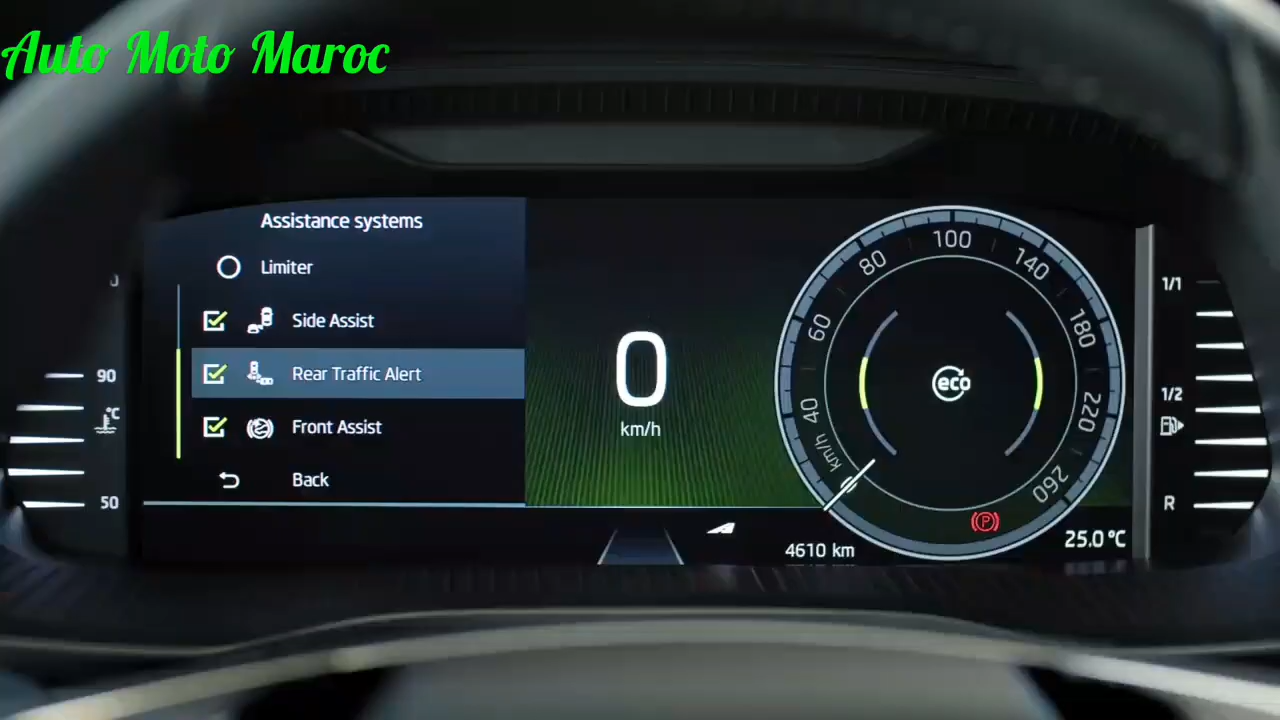 Auto Moto Maroc
Assistance systems
Limiter
Side Assist
Rear Traffic Alert
Front Assist
Back
90
°C
50
0
km/h
0
km/h
40
60
80
100
140
180
220
260
eco
P
4610 km
25.0 °C
1/1
1/2
R